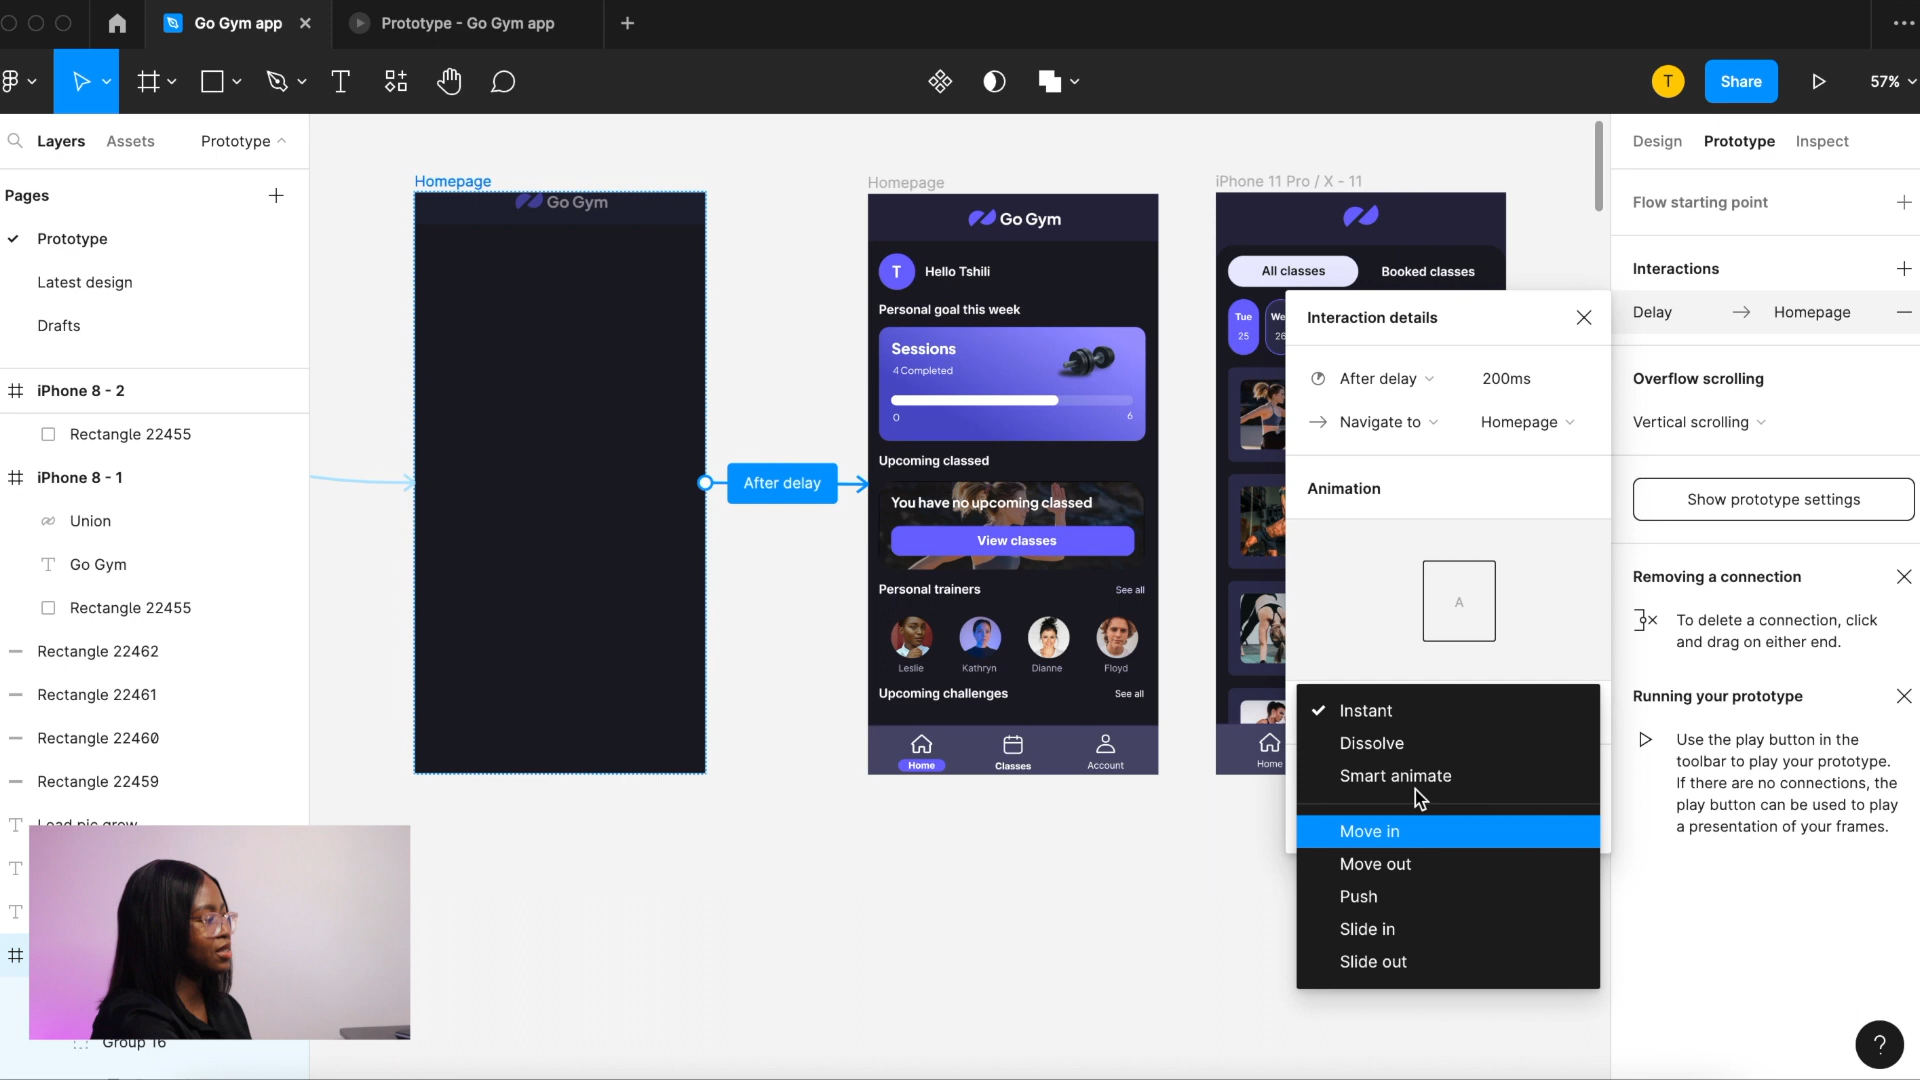 Go Gym app
Prototype - Go Gym app
T
Share
57%
Layers
Assets
Prototype
Pages
Prototype
Latest design
Drafts
iPhone 8 - 2
Rectangle 22455
iPhone 8 - 1
Union
Go Gym
Rectangle 22455
Rectangle 22462
Rectangle 22461
Rectangle 22460
Rectangle 22459
Load pic grow
Group 16
Homepage
Go Gym
After delay
Homepage
Go Gym
T
Hello Tshili
Personal goal this week
Sessions
4 Completed
0
6
Upcoming classed
You have no upcoming classed
View classes
Personal trainers
See all
Leslie
Kathryn
Dianne
Floyd
Upcoming challenges
See all
Home
Classes
Account
iPhone 11 Pro / X - 11
All classes
Booked classes
Tue
25
We
26
Home
Interaction details
After delay
200ms
Navigate to
Homepage
Animation
A
Instant
Dissolve
Smart animate
Move in
Move out
Push
Slide in
Slide out
Design
Prototype
Inspect
Flow starting point
Interactions
Delay
Homepage
Overflow scrolling
Vertical scrolling
Show prototype settings
Removing a connection
To delete a connection, click
and drag on either end.
Running your prototype
Use the play button in the
toolbar to play your prototype.
If there are no connections, the
play button can be used to play
a presentation of your frames.
?